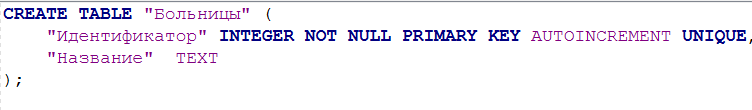 CREATE TABLE "Больницы" (
"Идентификатор" INTEGER NOT NULL PRIMARY KEY AUTOINCREMENT UNIQUE,
"Название" TEXT
);